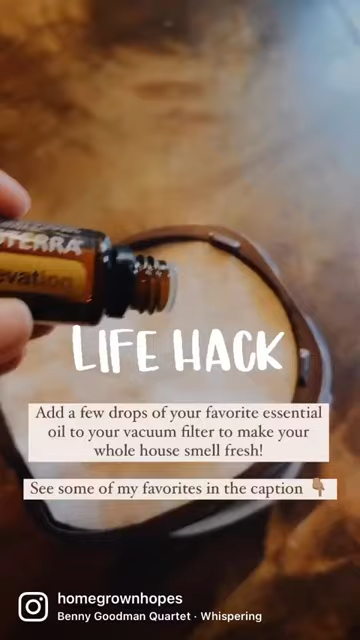 evation
LIFE HACK
Add a few drops of your favorite essential
oil to your vacuum filter to make your
whole house smell fresh!
See some of my favorites in the caption 👇🏽
homegrownhopes
Benny Goodman Quartet · Whispering